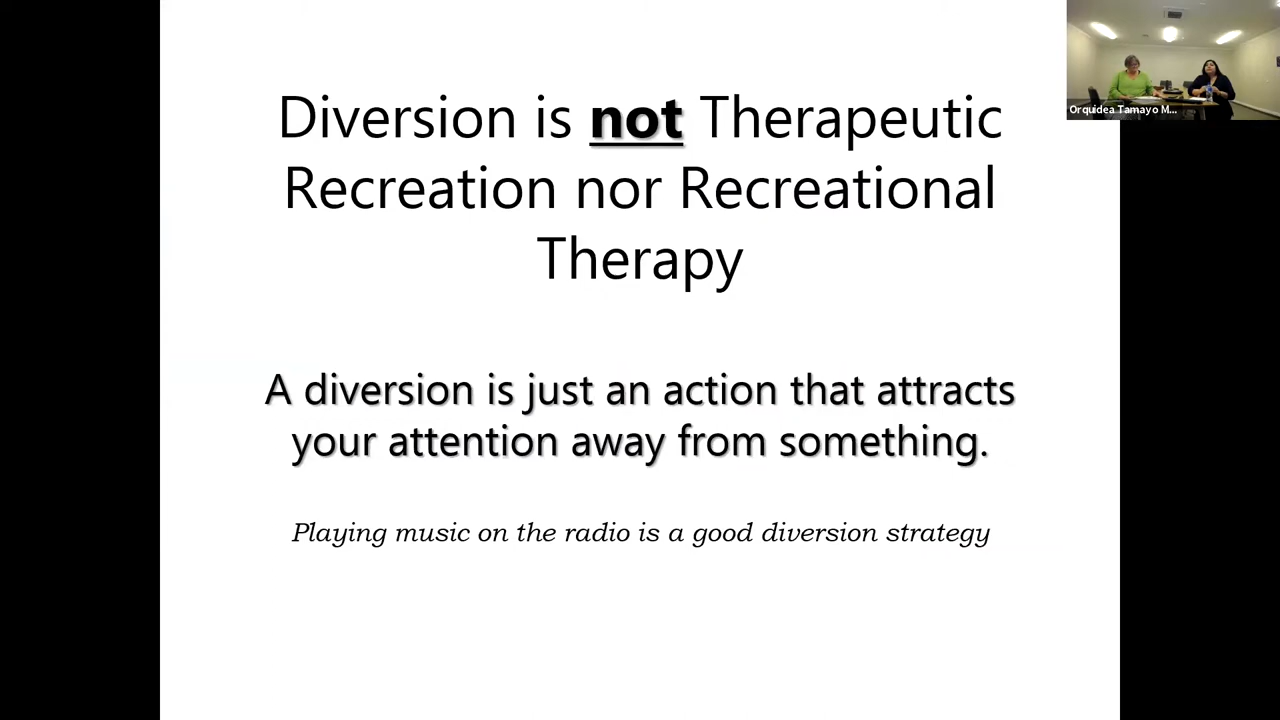 Diversion is not Therapeutic
Recreation nor Recreational
Therapy
A diversion is just an action that attracts
your attention away from something.
Playing music on the radio is a good diversion strategy
Orquidea Tamayo M...